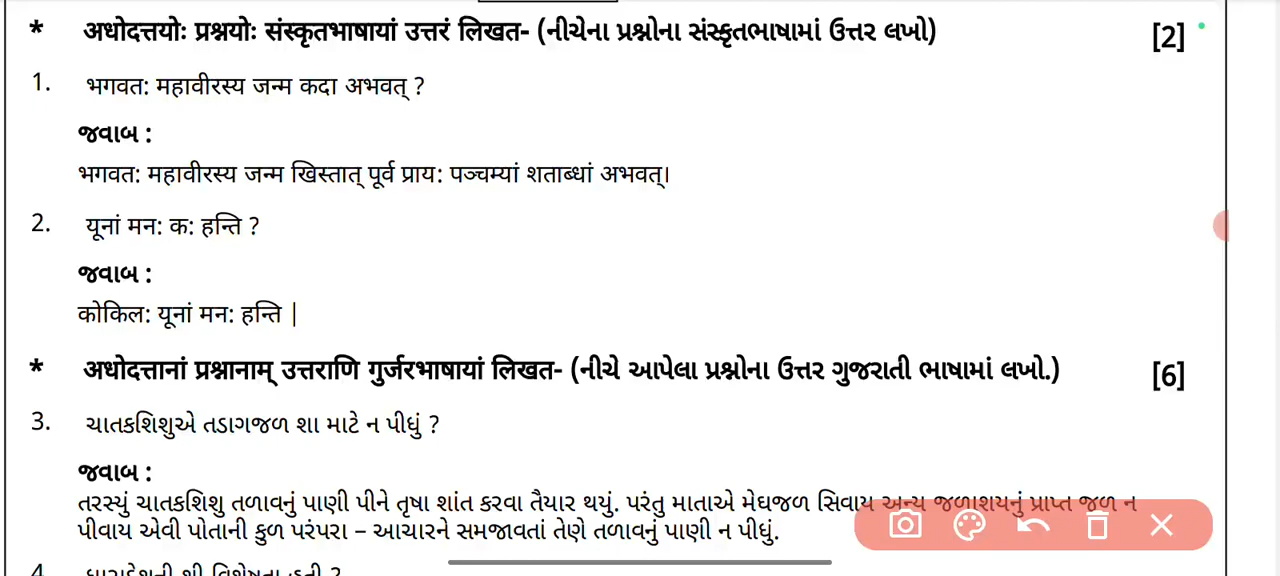 * अधोदत्तयोः प्रश्नयोः संस्कृतभाषायां उत्तरं लिखत- (નીચેના પ્રશ્નોના સંસ્કૃતભાષામાં ઉત્તર લખો) [2]
1. भगवत: महावीरस्य जन्म कदा अभवत् ?
જવાબ :
भगवत: महावीरस्य जन्म खिस्तात् पूर्व प्राय: पञ्चम्यां शताब्धां अभवत्।
2. यूनां मन: क: हन्ति ?
જવાબ :
कोकिल: यूनां मन: हन्ति |
* अधोदत्तानां प्रश्नानाम् उत्तराणि गुर्जरभाषायां लिखत- (નીચે આપેલા પ્રશ્નોના ઉત્તર ગુજરાતી ભાષામાં લખો.) [6]
3. ચાતકશિશુએ તડાગજળ શા માટે ન પીધું ?
જવાબ :
તરસ્યું ચાતકશિશુ તળાવનું પાણી પીને તૃષા શાંત કરવા તૈયાર થયું. પરંતુ માતાએ મેઘજળ સિવાય અન્ય જળાશયનું પ્રાપ્ત જળ ન
પીવાય એવી પોતાની કુળ પરંપરા – આચારને સમજાવતાં તેણે તળાવનું પાણી ન પીધું.
4.